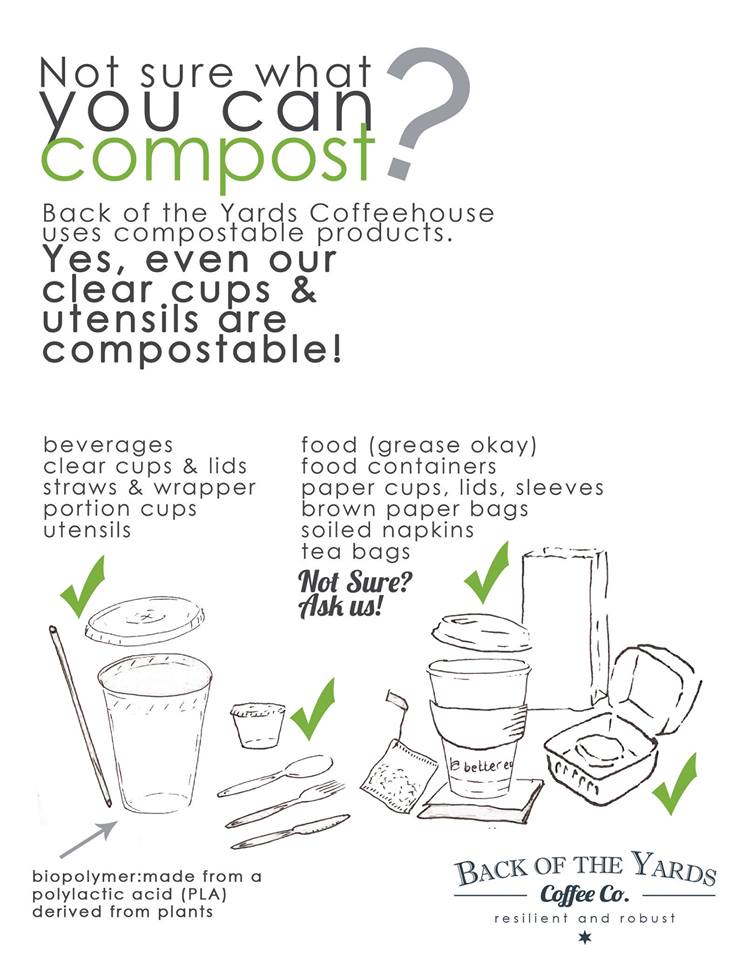 Not sure what
you can
compost?
Back of the Yards Coffeehouse
uses compostable products.
Yes, even our
clear cups &
utensils are
compostable!
beverages
clear cups & lids
straws & wrapper
portion cups
utensils
food (grease okay)
food containers
paper cups, lids, sleeves
brown paper bags
soiled napkins
tea bags
Not Sure?
Ask us!
better
biopolymer:made from a
polylactic acid (PLA)
derived from plants
BACK OF THE YARDS
Coffee Co.
resilient and robust